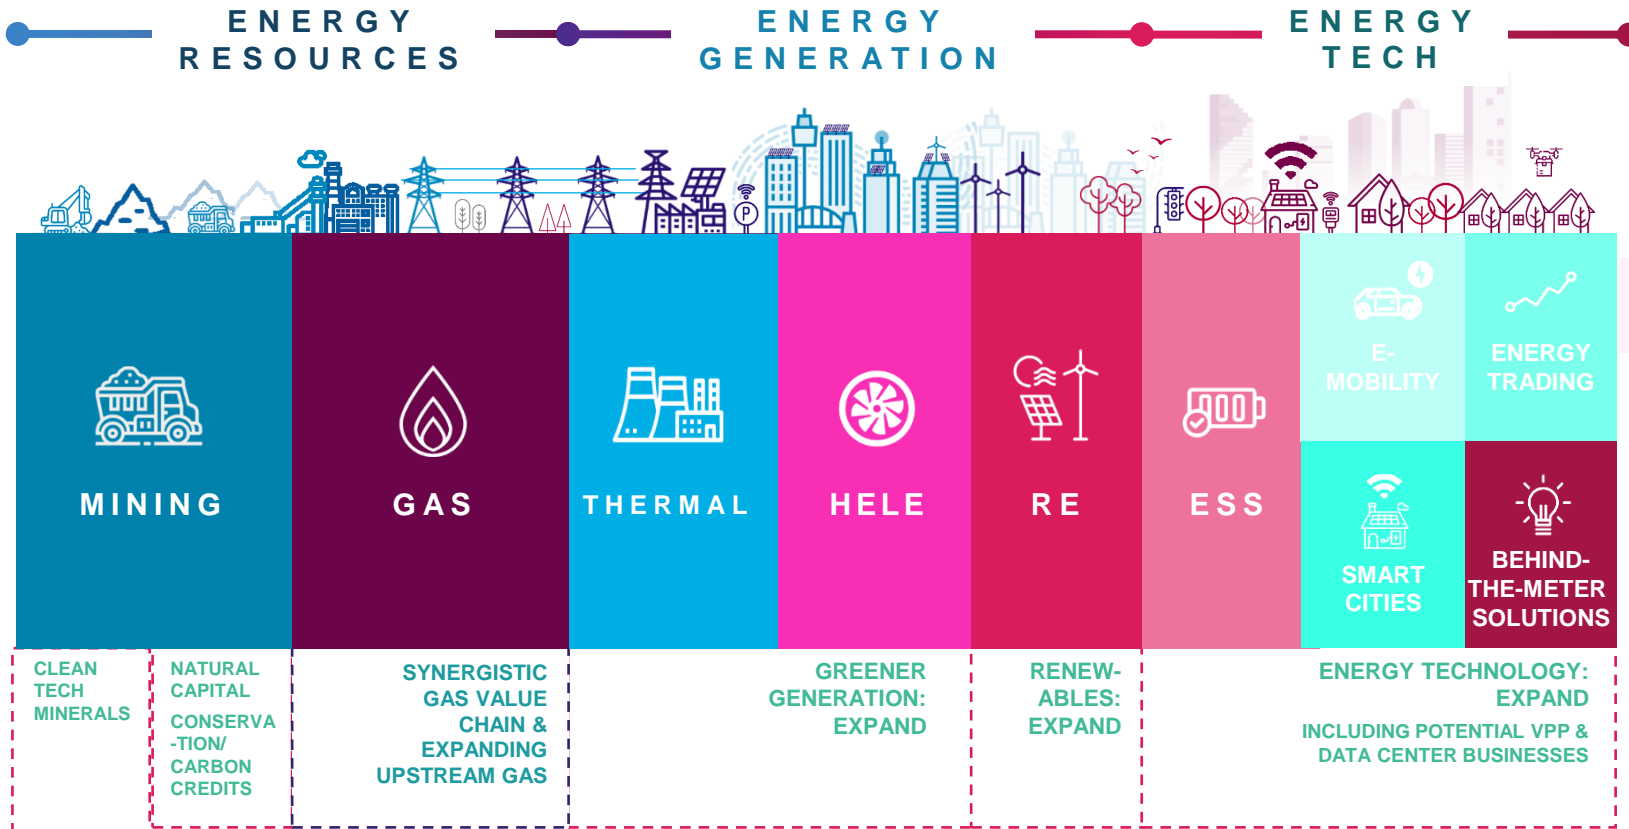 ENERGY
RESOURCES
ENERGY
GENERATION
ENERGY
TECH
P
MINING
GAS
THERMAL
HELE
RE
ESS
E-
MOBILITY
ENERGY
TRADING
SMART
CITIES
BEHIND-
THE-METER
SOLUTIONS
CLEAN
TECH
MINERALS
NATURAL
CAPITAL
CONSERVA
-TION/
CARBON
CREDITS
SYNERGISTIC
GAS VALUE
CHAIN &
EXPANDING
UPSTREAM GAS
GREENER
GENERATION:
EXPAND
RENEW-
ABLES:
EXPAND
ENERGY TECHNOLOGY:
EXPAND
INCLUDING POTENTIAL VPP &
DATA CENTER BUSINESSES